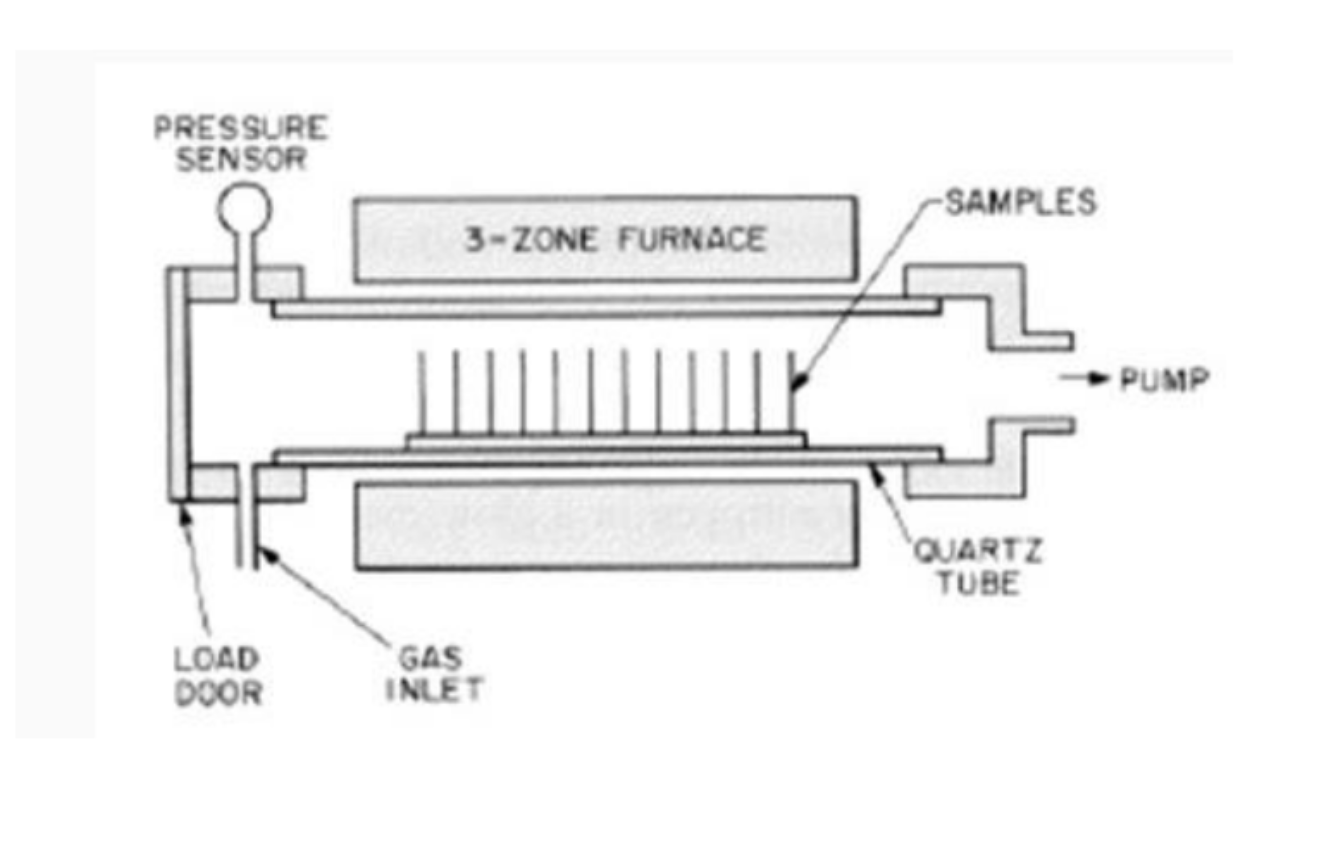 PRESSURE
SENSOR
3-ZONE FURNACE
SAMPLES
PUMP
QUARTZ
TUBE
LOAD
DOOR
GAS
INLET